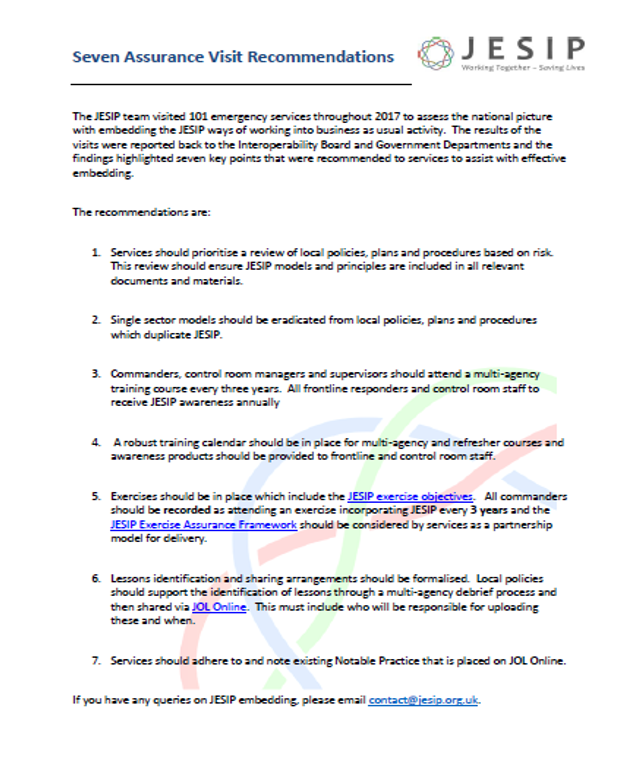 Seven Assurance Visit Recommendations
JESIP
Working Together – Saving Lives
The JESIP team visited 101 emergency services throughout 2017 to assess the national picture
with embedding the JESIP ways of working into business as usual activity. The results of the
visits were reported back to the Interoperability Board and Government Departments and the
findings highlighted seven key points that were recommended to services to assist with effective
embedding.
The recommendations are:
1. Services should prioritise a review of local policies, plans and procedures based on risk.
This review should ensure JESIP models and principles are included in all relevant
documents and materials.
2. Single sector models should be eradicated from local policies, plans and procedures
which duplicate JESIP.
3. Commanders, control room managers and supervisors should attend a multi-agency
training course every three years. All frontline responders and control room staff to
receive JESIP awareness annually
4. A robust training calendar should be in place for multi-agency and refresher courses and
awareness products should be provided to frontline and control room staff.
5. Exercises should be in place which include the JESIP exercise objectives. All commanders
should be recorded as attending an exercise incorporating JESIP every 3 years and the
JESIP Exercise Assurance Framework should be considered by services as a partnership
model for delivery.
6. Lessons identification and sharing arrangements should be formalised. Local policies
should support the identification of lessons through a multi-agency debrief process and
then shared via JOL Online. This must include who will be responsible for uploading
these and when.
7. Services should adhere to and note existing Notable Practice that is placed on JOL Online.
If you have any queries on JESIP embedding, please email contact@jesip.org.uk.